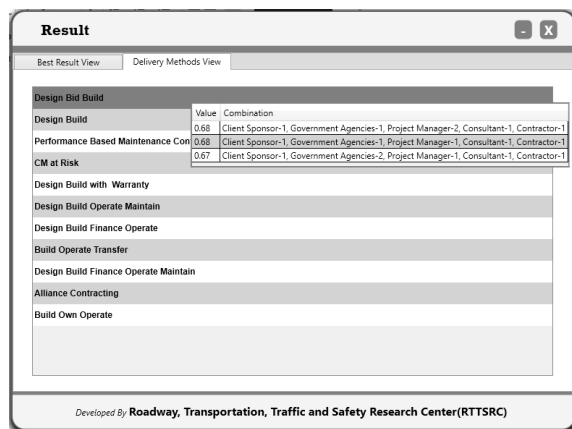 Result
- X
Best Result View Delivery Methods View
Design Bid Build
Value Combination
Design Build
0.68 Client Sponsor-1, Government Agencies-1, Project Manager-2, Consultant-1, Contractor-1
Performance Based Maintenance Con
0.68 Client Sponsor-1, Government Agencies-1, Project Manager-1, Consultant-1, Contractor-1
0.67 Client Sponsor-1, Government Agencies-2, Project Manager-1, Consultant-1, Contractor-1
CM at Risk
Design Build with Warranty
Design Build Operate Maintain
Design Build Finance Operate
Build Operate Transfer
Design Build Finance Operate Maintain
Alliance Contracting
Build Own Operate
Developed By Roadway, Transportation, Traffic and Safety Research Center(RTTSRC)